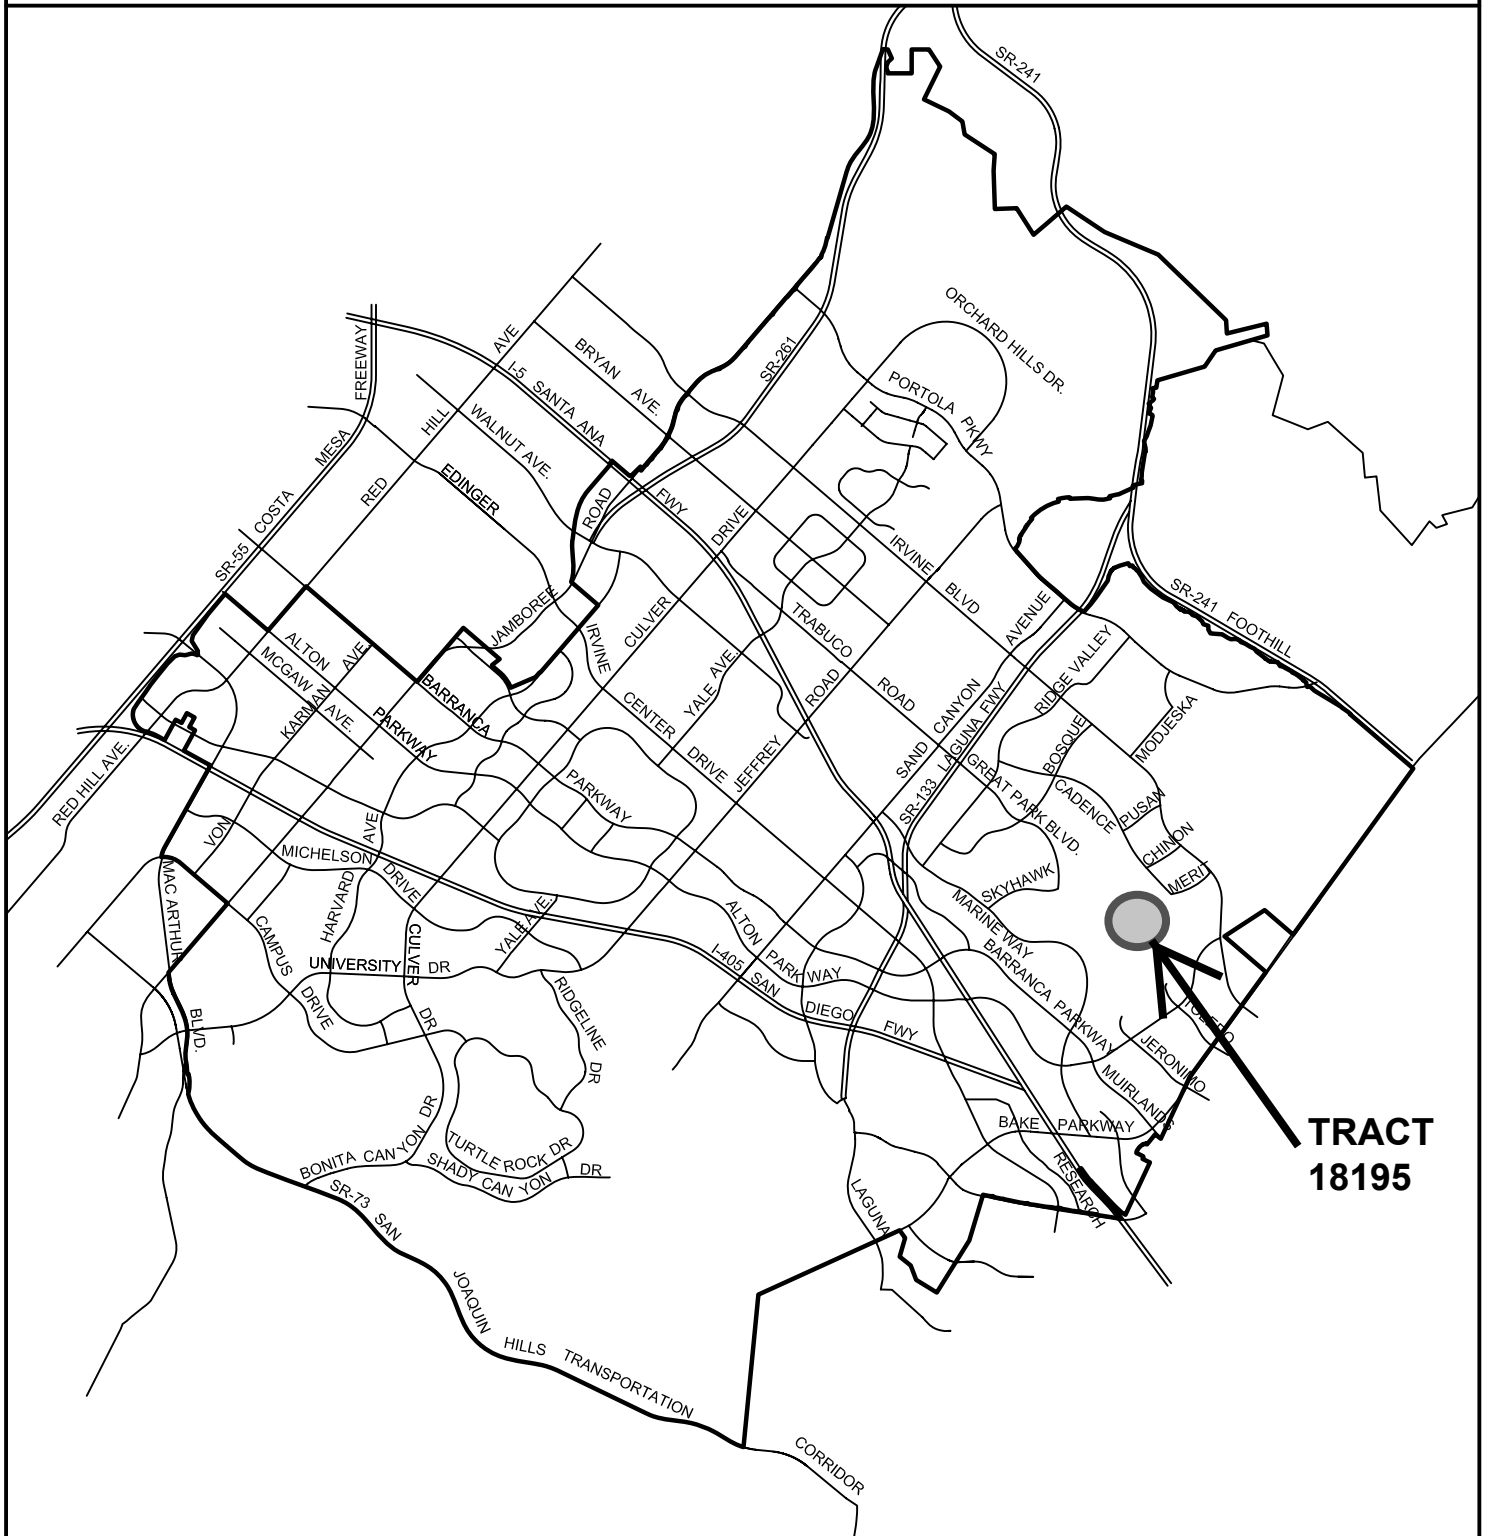 SR-241
ORCHARD HILLS DR.
SR-261
PORTOLA PKWY
FREEWAY
AVE
BRYAN AVE.
I-5 SANTA ANA
FWY
HILL
WALNUT AVE.
MESA
EDINGER
RED
COSTA
SR-55
ROAD
DRIVE
IRVINE BLVD
SR-241 FOOTHILL
JAMBOREE
IRVINE
CULVER
TRABUCO
ROAD
AVENUE
RIDGE VALLEY
ALTON
AVE.
MCGAW
AVE.
KARMAN
BARRANCA
PARKWAY
YALE AVE.
CENTER
DRIVE
JEFFREY
ROAD
SAND CANYON
SR-133 LAGUNA FWY
MODJESKA
BOSQUE
GREAT PARK BLVD.
CADENCE
PUSAN
CHINON
MERIT
RED HILL AVE.
PARKWAY
VON
AVE
MICHELSON
DRIVE
HARVARD
SKYHAWK
MARINE WAY
MAC ARTHUR
CAMPUS
DRIVE
CULVER
YALE AVE.
ALTON
PARK WAY
BARRANCA PARKWAY
UNIVERSITY DR
I-405 SAN
DIEGO
FWY
RIDGELINE
DR
DR
BLVD.
TOLEDO
JERONIMO
MUIRLANDS
BAKE PARKWAY
TRACT
18195
TURTLE ROCK DR
BONITA CAN YON DR
SHADY CAN YON DR
RESEARCH
LAGUNA
SR-73 SAN
JOAQUIN
HILLS TRANSPORTATION
CORRIDOR